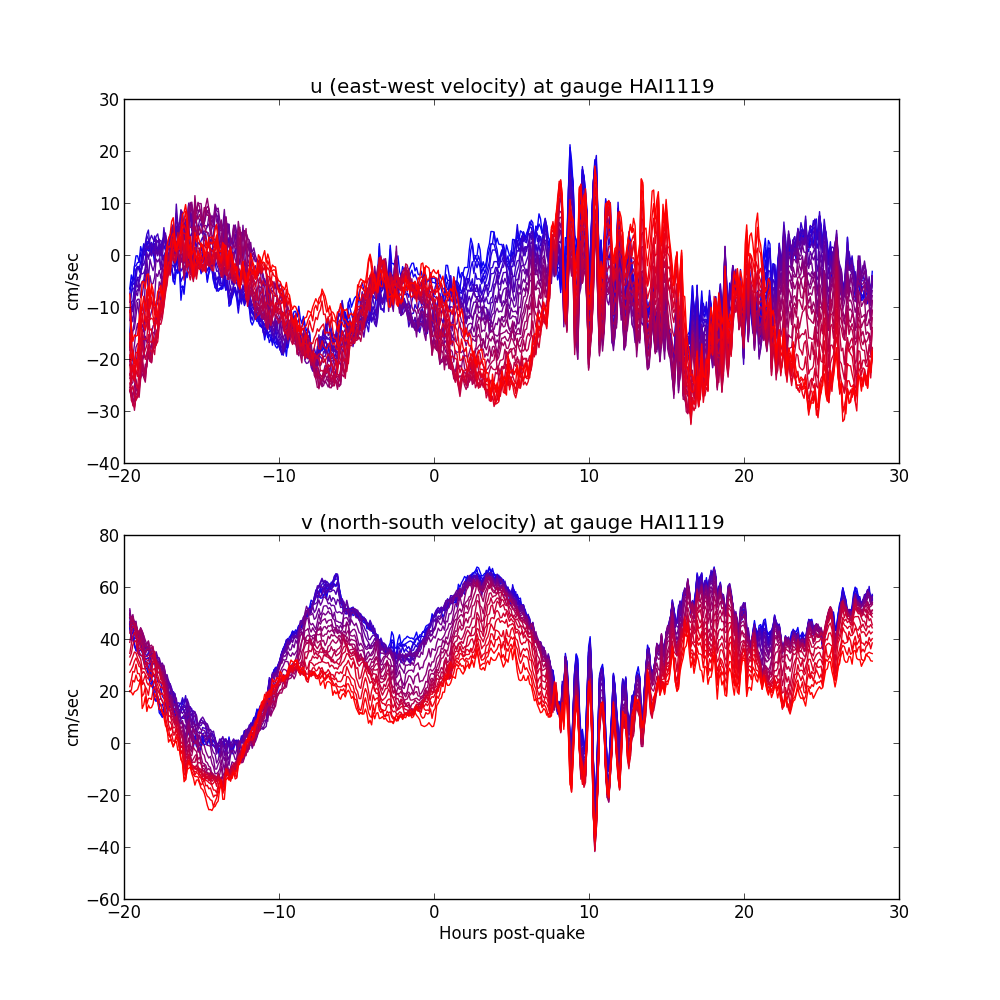 u (east-west velocity) at gauge HAI1119
30
20
10
0
−10
−20
−30
−40
cm/sec
−20 −10 0 10 20 30
v (north-south velocity) at gauge HAI1119
80
60
40
20
0
−20
−40
−60
cm/sec
−20 −10 0 10 20 30
Hours post-quake